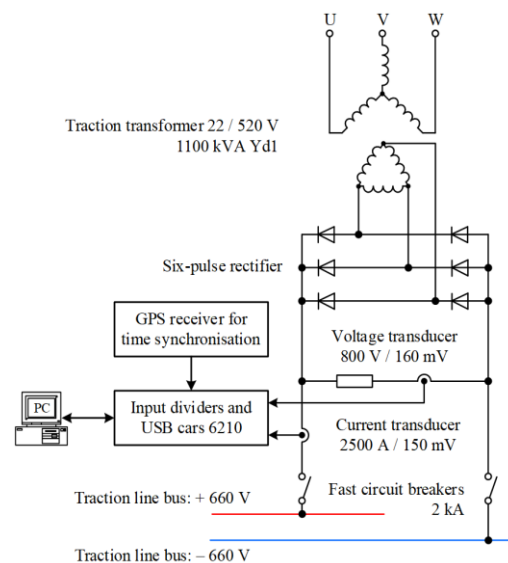 U V W
Traction transformer 22 / 520 V
1100 kVA Yd1
Six-pulse rectifier
GPS receiver for
time synchronisation
Voltage transducer
800 V / 160 mV
PC
Input dividers and
USB cars 6210
Current transducer
2500 A / 150 mV
Fast circuit breakers
2 kA
Traction line bus: + 660 V
Traction line bus: – 660 V